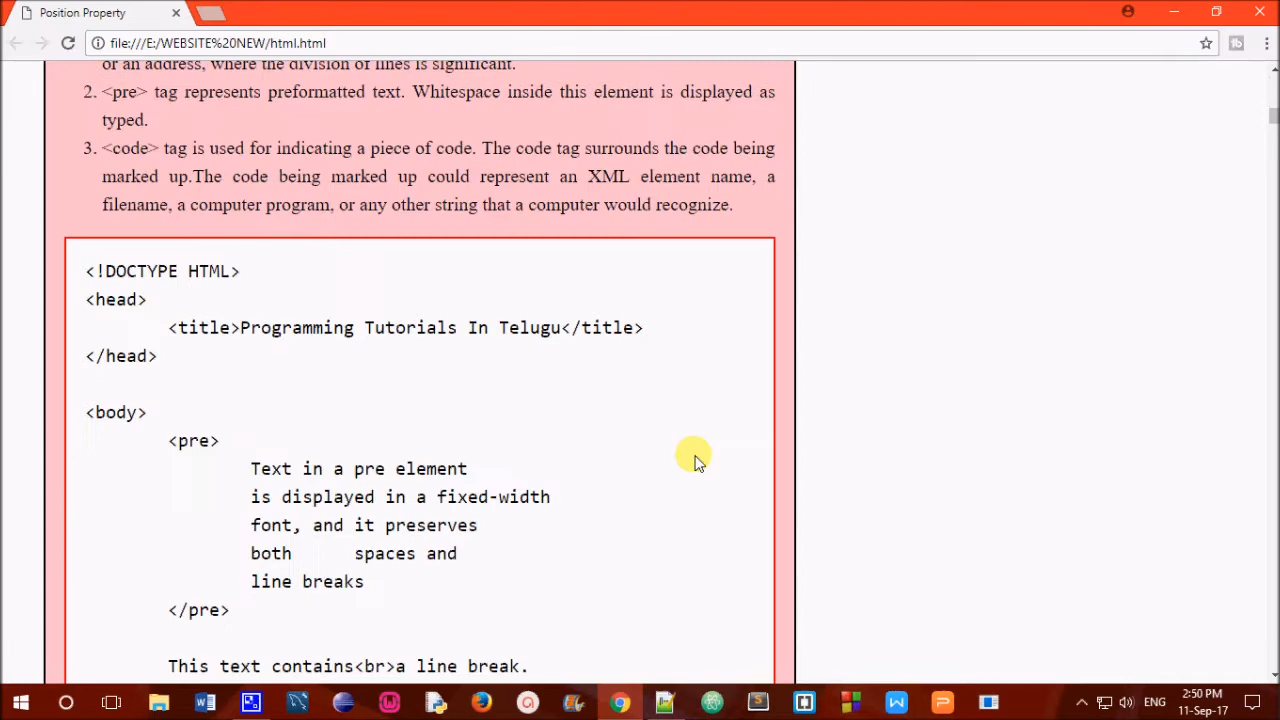 Position Property
file:///E:/WEBSITE%20NEW/html.html
or an address, where the division of lines is significant.
2. <pre> tag represents preformatted text. Whitespace inside this element is displayed as
typed.
3. <code> tag is used for indicating a piece of code. The code tag surrounds the code being
marked up.The code being marked up could represent an XML element name, a
filename, a computer program, or any other string that a computer would recognize.
<!DOCTYPE HTML>
<head>
<title>Programming Tutorials In Telugu</title>
</head>
<body>
<pre>
Text in a pre element
is displayed in a fixed-width
font, and it preserves
both      spaces and
line breaks
</pre>
This text contains<br>a line break.
ENG
2:50 PM
11-Sep-17